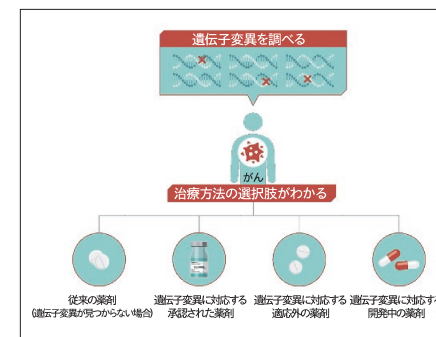 遺伝子変異を調べる
がん
治療方法の選択肢がわかる
従来の薬剤
(遺伝子変異が見つからない場合)
遺伝子変異に対応する
承認された薬剤
遺伝子変異に対応する
適応外の薬剤
遺伝子変異に対応する
開発中の薬剤